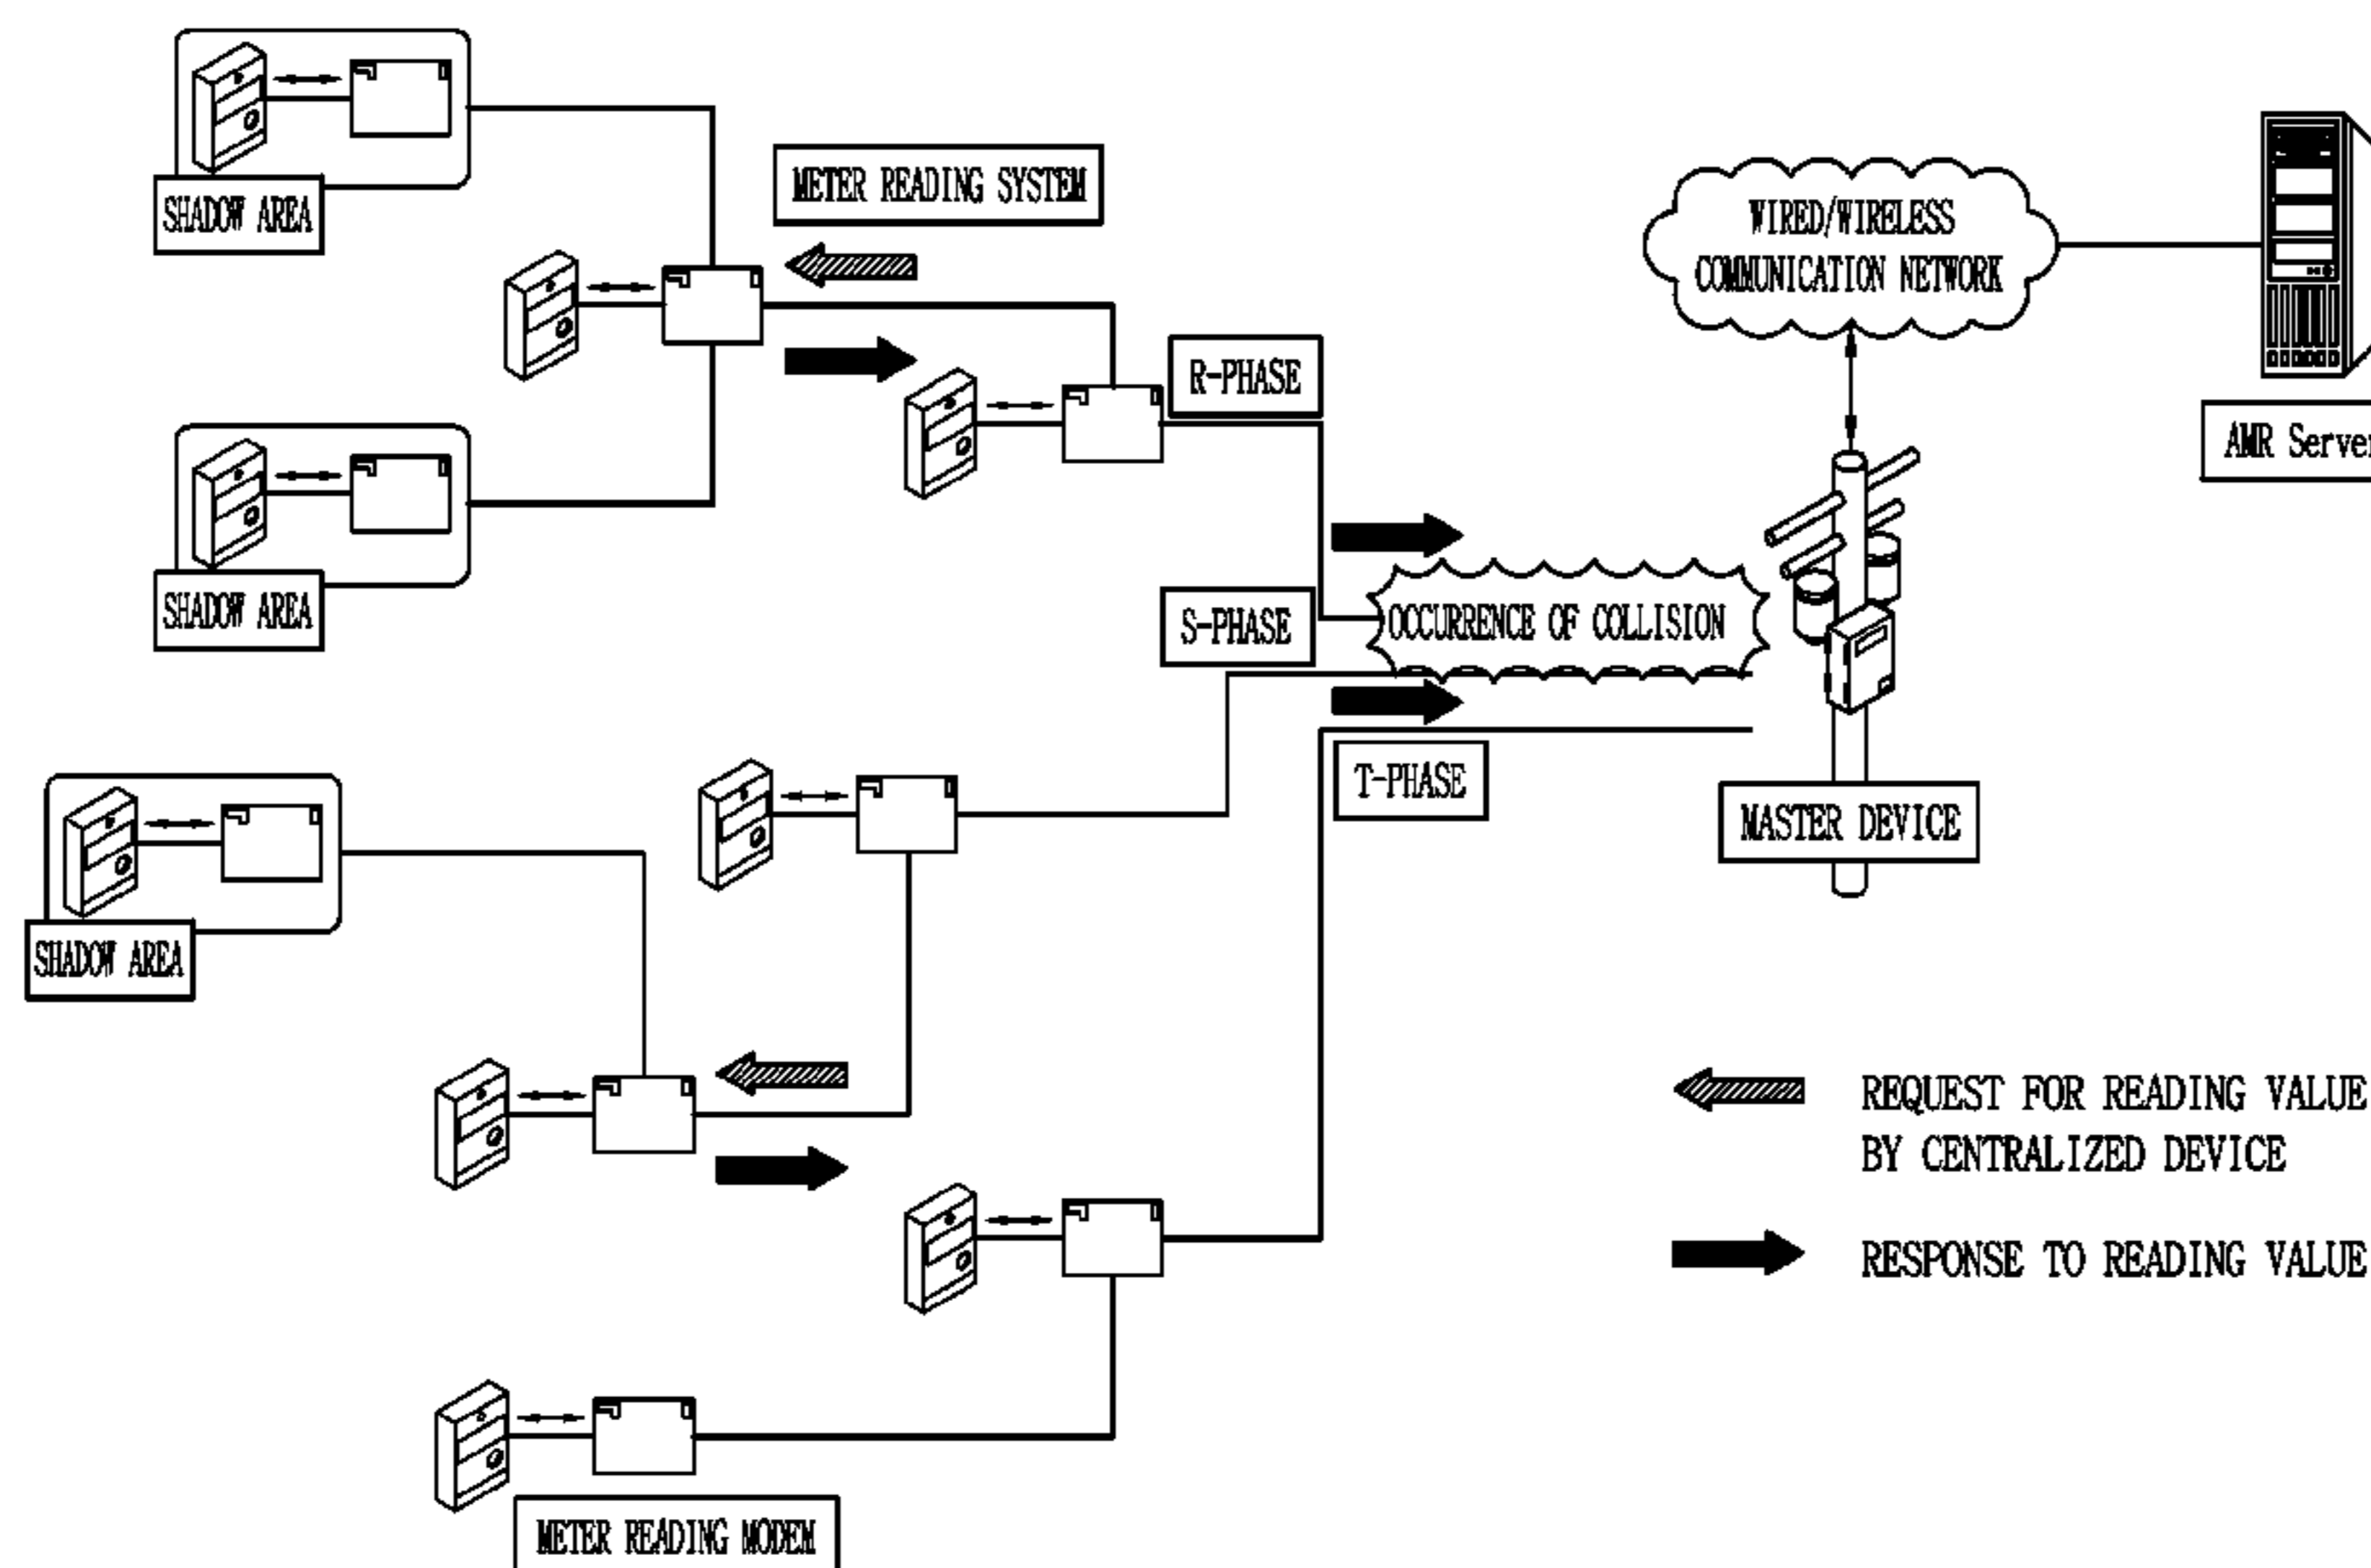 SHADOW AREA
METER READING SYSTEM
WIRED/WIRELESS
COMMUNICATION NETWORK
R-PHASE
AMR Server
SHADOW AREA
S-PHASE
OCCURRENCE OF COLLISION
T-PHASE
MASTER DEVICE
SHADOW AREA
REQUEST FOR READING VALUE
BY CENTRALIZED DEVICE
RESPONSE TO READING VALUE
METER READING MODEM